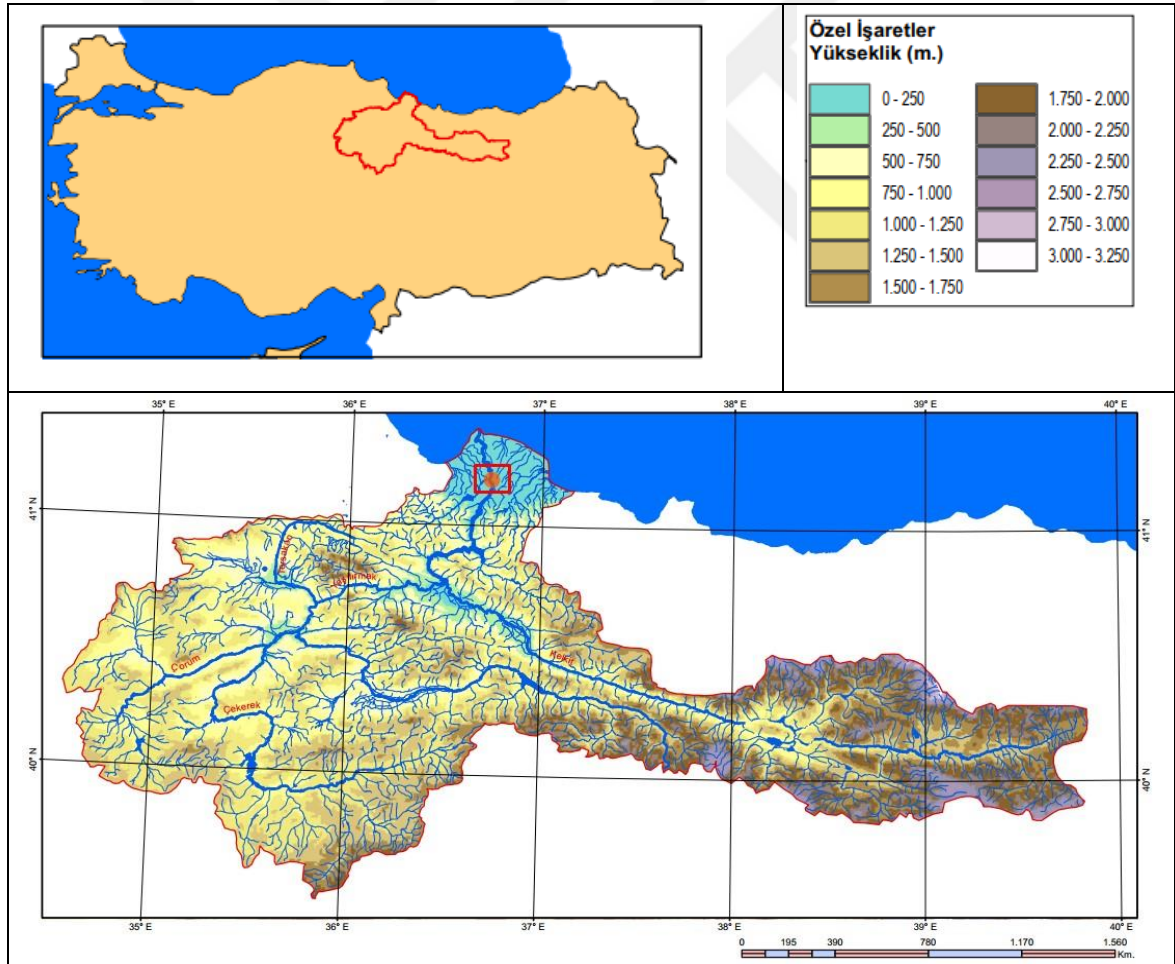 Özel İşaretler
Yükseklik (m.)
0 - 250
250 - 500
500 - 750
750 - 1.000
1.000 - 1.250
1.250 - 1.500
1.500 - 1.750
1.750 - 2.000
2.000 - 2.250
2.250 - 2.500
2.500 - 2.750
2.750 - 3.000
3.000 - 3.250
35° E
36° E
37° E
38° E
39° E
40° E
41° N
41° N
Çorum
Çekerek
Kelkit
40° N
40° N
35° E
36° E
37° E
38° E
39° E
40° E
0
195
390
780
1.170
1.560
Km.